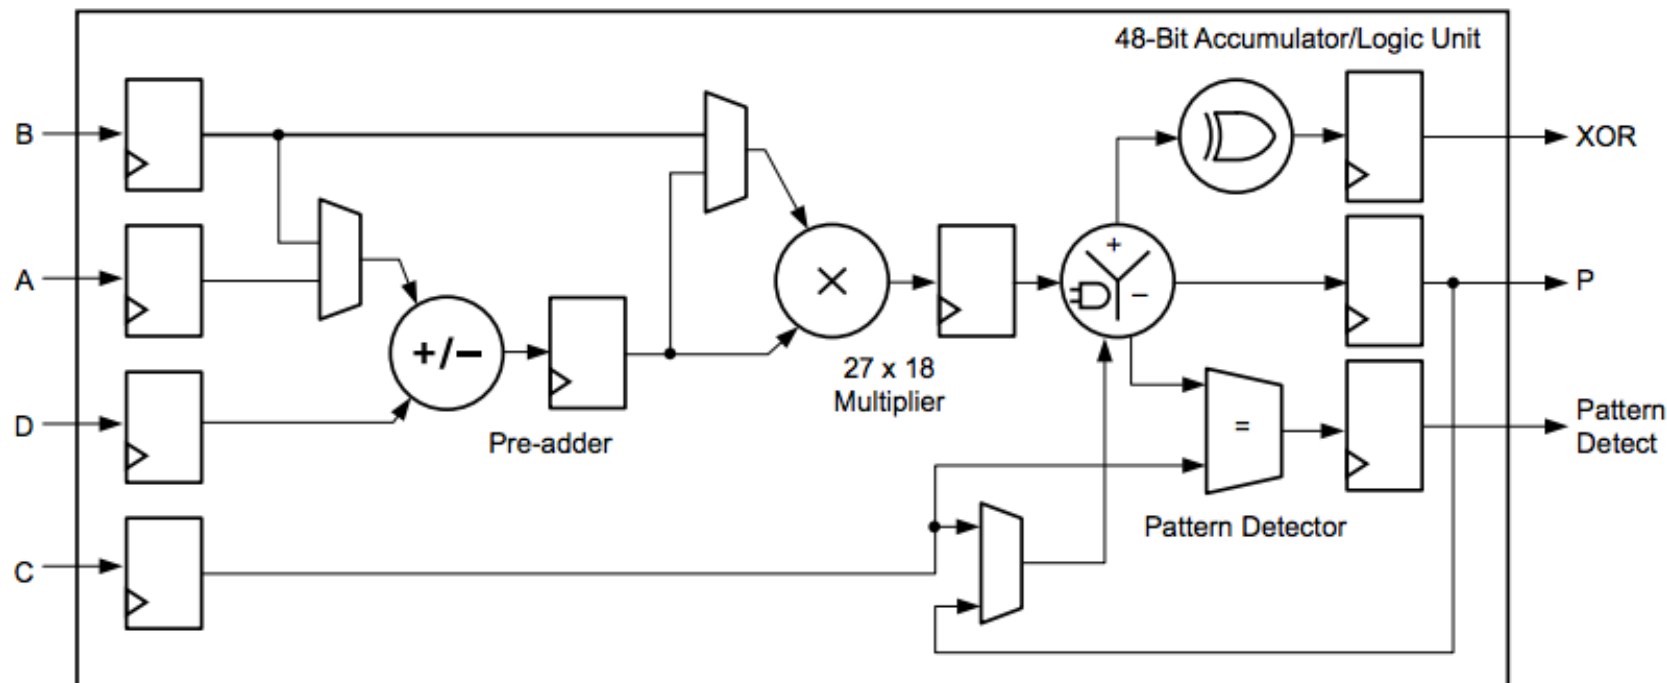 48-Bit Accumulator/Logic Unit
B
XOR
A
+
−
P
+/−
×
27 x 18
Multiplier
D
Pre-adder
=
Pattern
Detect
Pattern Detector
C